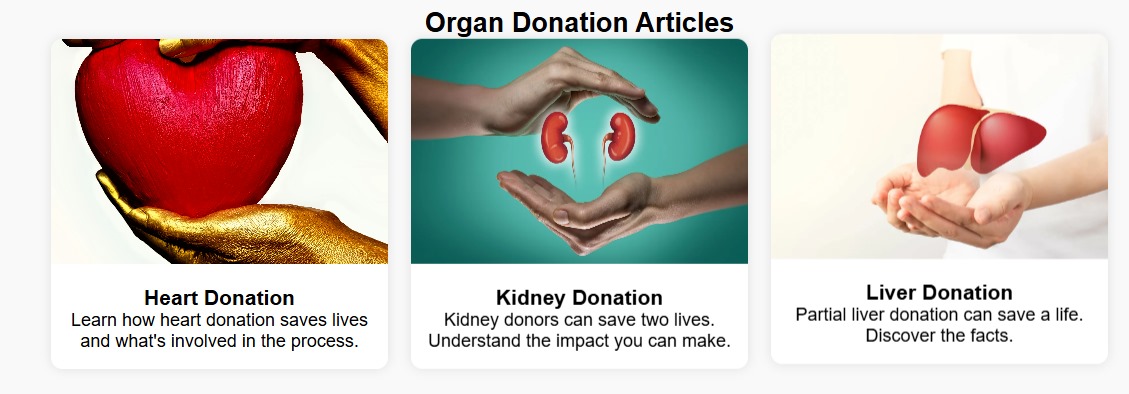 Organ Donation Articles
Heart Donation
Learn how heart donation saves lives
and what's involved in the process.
Kidney Donation
Kidney donors can save two lives.
Understand the impact you can make.
Liver Donation
Partial liver donation can save a life.
Discover the facts.